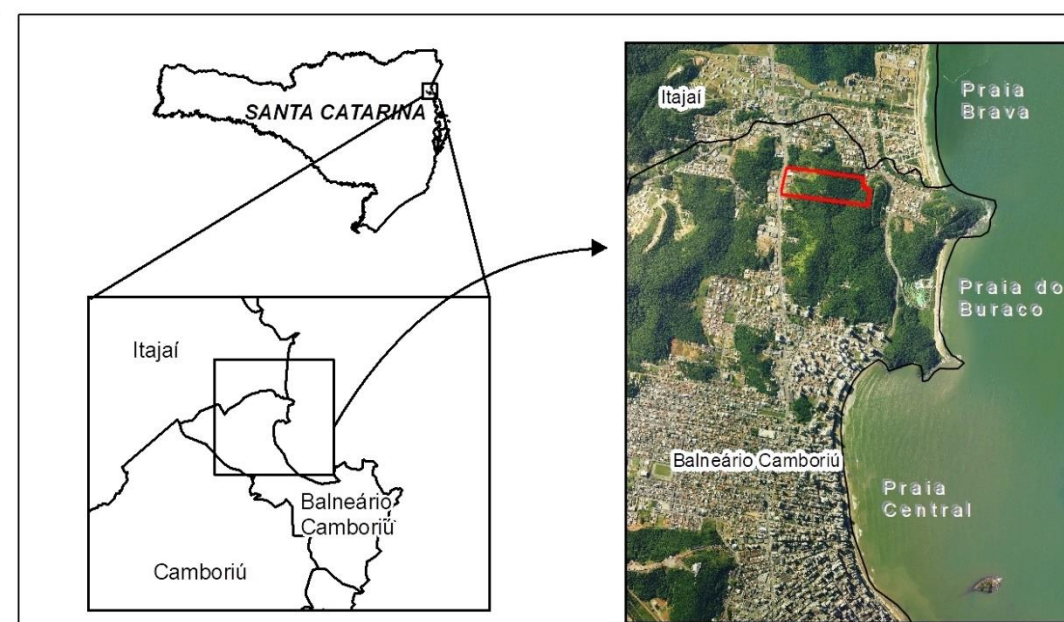 SANTA CATARINA
Itajaí
Balneário
Camboriú
Camboriú
Itajaí
Praia
Brava
Praia do
Buraco
Balneário Camboriú
Praia
Central